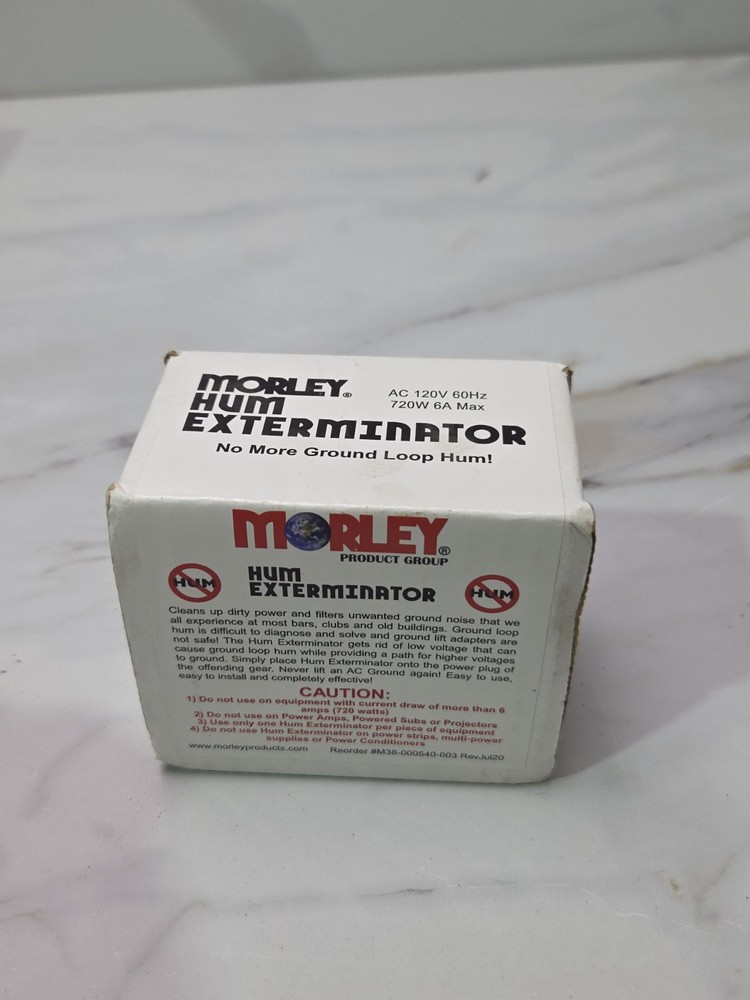 MORLEY®
HUM
EXTERMINATOR
AC 120V 60Hz
720W 6A Max
No More Ground Loop Hum!
MORLEY®
PRODUCT GROUP
HUM
HUM
EXTERMINATOR
HUM
Cleans up dirty power and filters unwanted ground noise that we
all experience at most bars, clubs and old buildings. Ground loop
hum is difficult to diagnose and solve and ground lift adapters are
not safe! The Hum Exterminator gets rid of low voltage that can
cause ground loop hum while providing a path for higher voltages
to ground. Simply place Hum Exterminator onto the power plug of
the offending gear. Never lift an AC Ground again! Easy to use,
easy to install and completely effective!
CAUTION:
1) Do not use on equipment with current draw of more than 6
amps (720 watts)
2) Do not use on Power Amps, Powered Subs or Projectors
3) Use only one Hum Exterminator per piece of equipment
4) Do not use Hum Exterminator on power strips, multi-power
supplies or Power Conditioners
www.morleyproducts.com Reorder #M38-000540-003 RevJul20